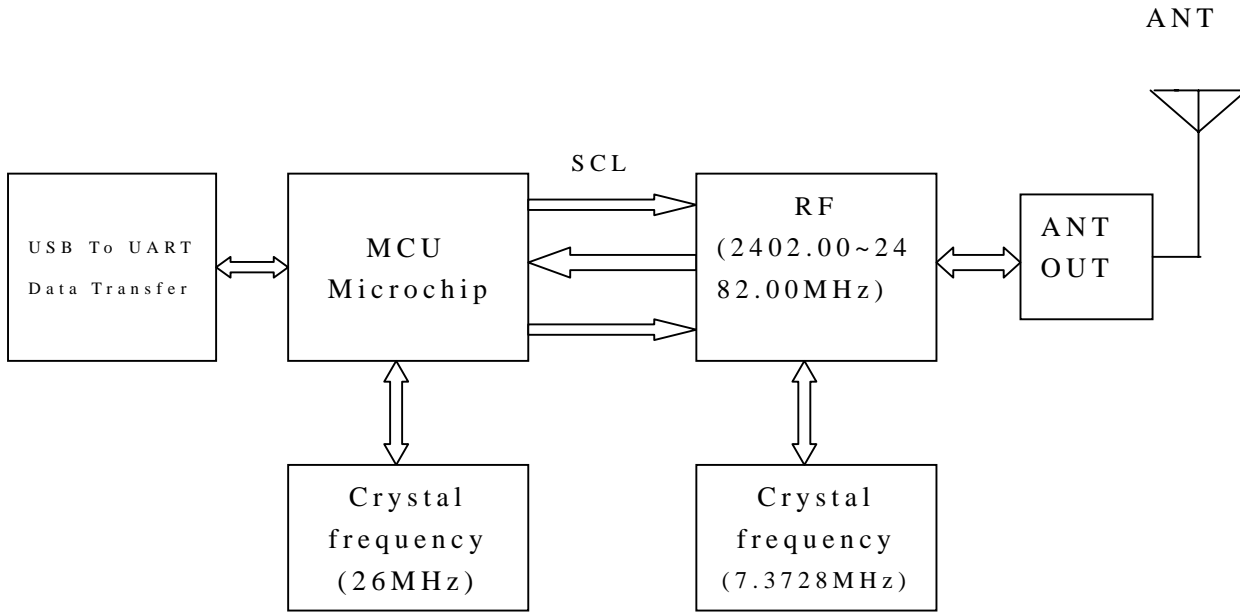 ANT
SCL
USB To UART
Data Transfer
MCU
Microchip
RF
(2402.00~24
82.00MHz)
ANT
OUT
Crystal
frequency
(26MHz)
Crystal
frequency
(7.3728MHz)